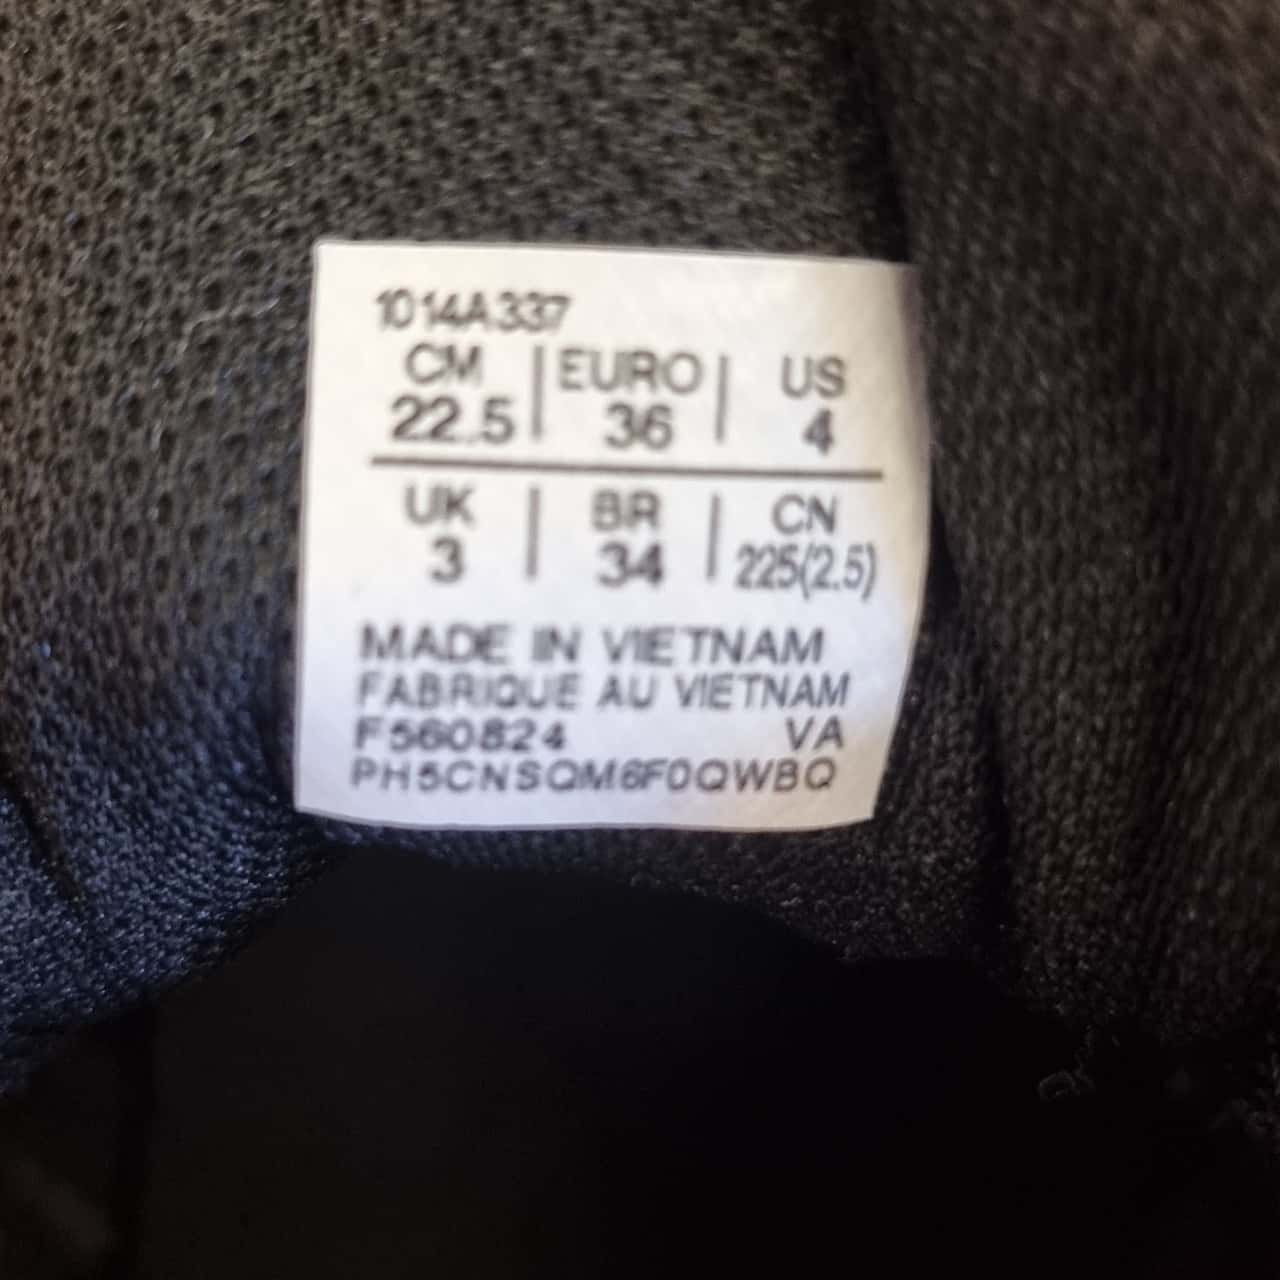 1014A337
CM | EURO | US
22.5 | 36 | 4
UK | BR | CN
3 | 34 | 225(2.5)
MADE IN VIETNAM
FABRIQUE AU VIETNAM
F560824 VA
PH5CNSQM6F0QWBQ